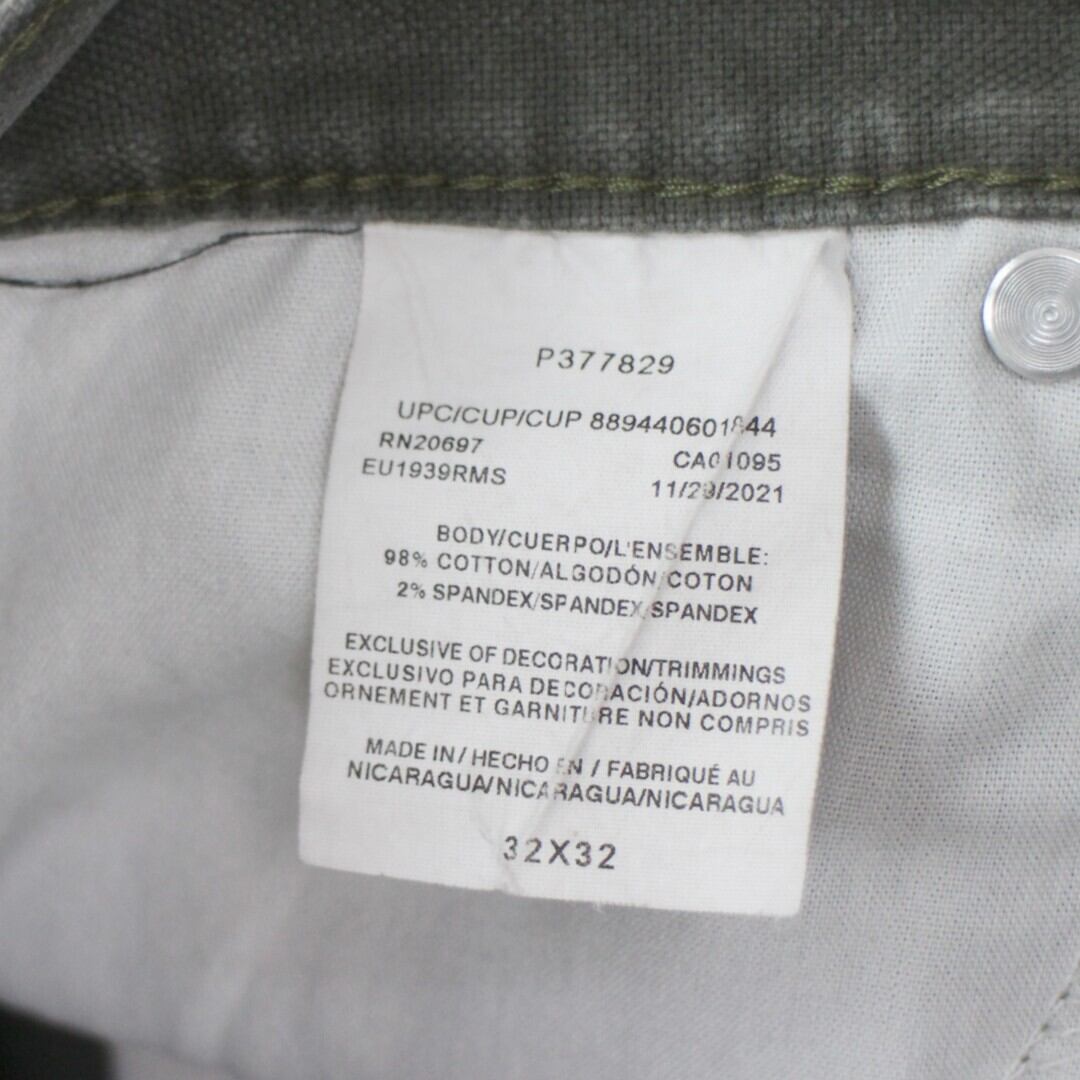 P377829
UPC/CUP/CUP 889440601844
RN20697 CA01095
EU1939RMS 11/29/2021
BODY/CUERPO/L'ENSEMBLE:
98% COTTON/ALGODÓN/COTON
2% SPANDEX/SPANDEX/SPANDEX
EXCLUSIVE OF DECORATION/TRIMMINGS
EXCLUSIVO PARA DECORACIÓN/ADORNOS
ORNEMENT ET GARNITURE NON COMPRIS
MADE IN / HECHO EN / FABRIQUÉ AU
NICARAGUA/NICARAGUA/NICARAGUA
32X32